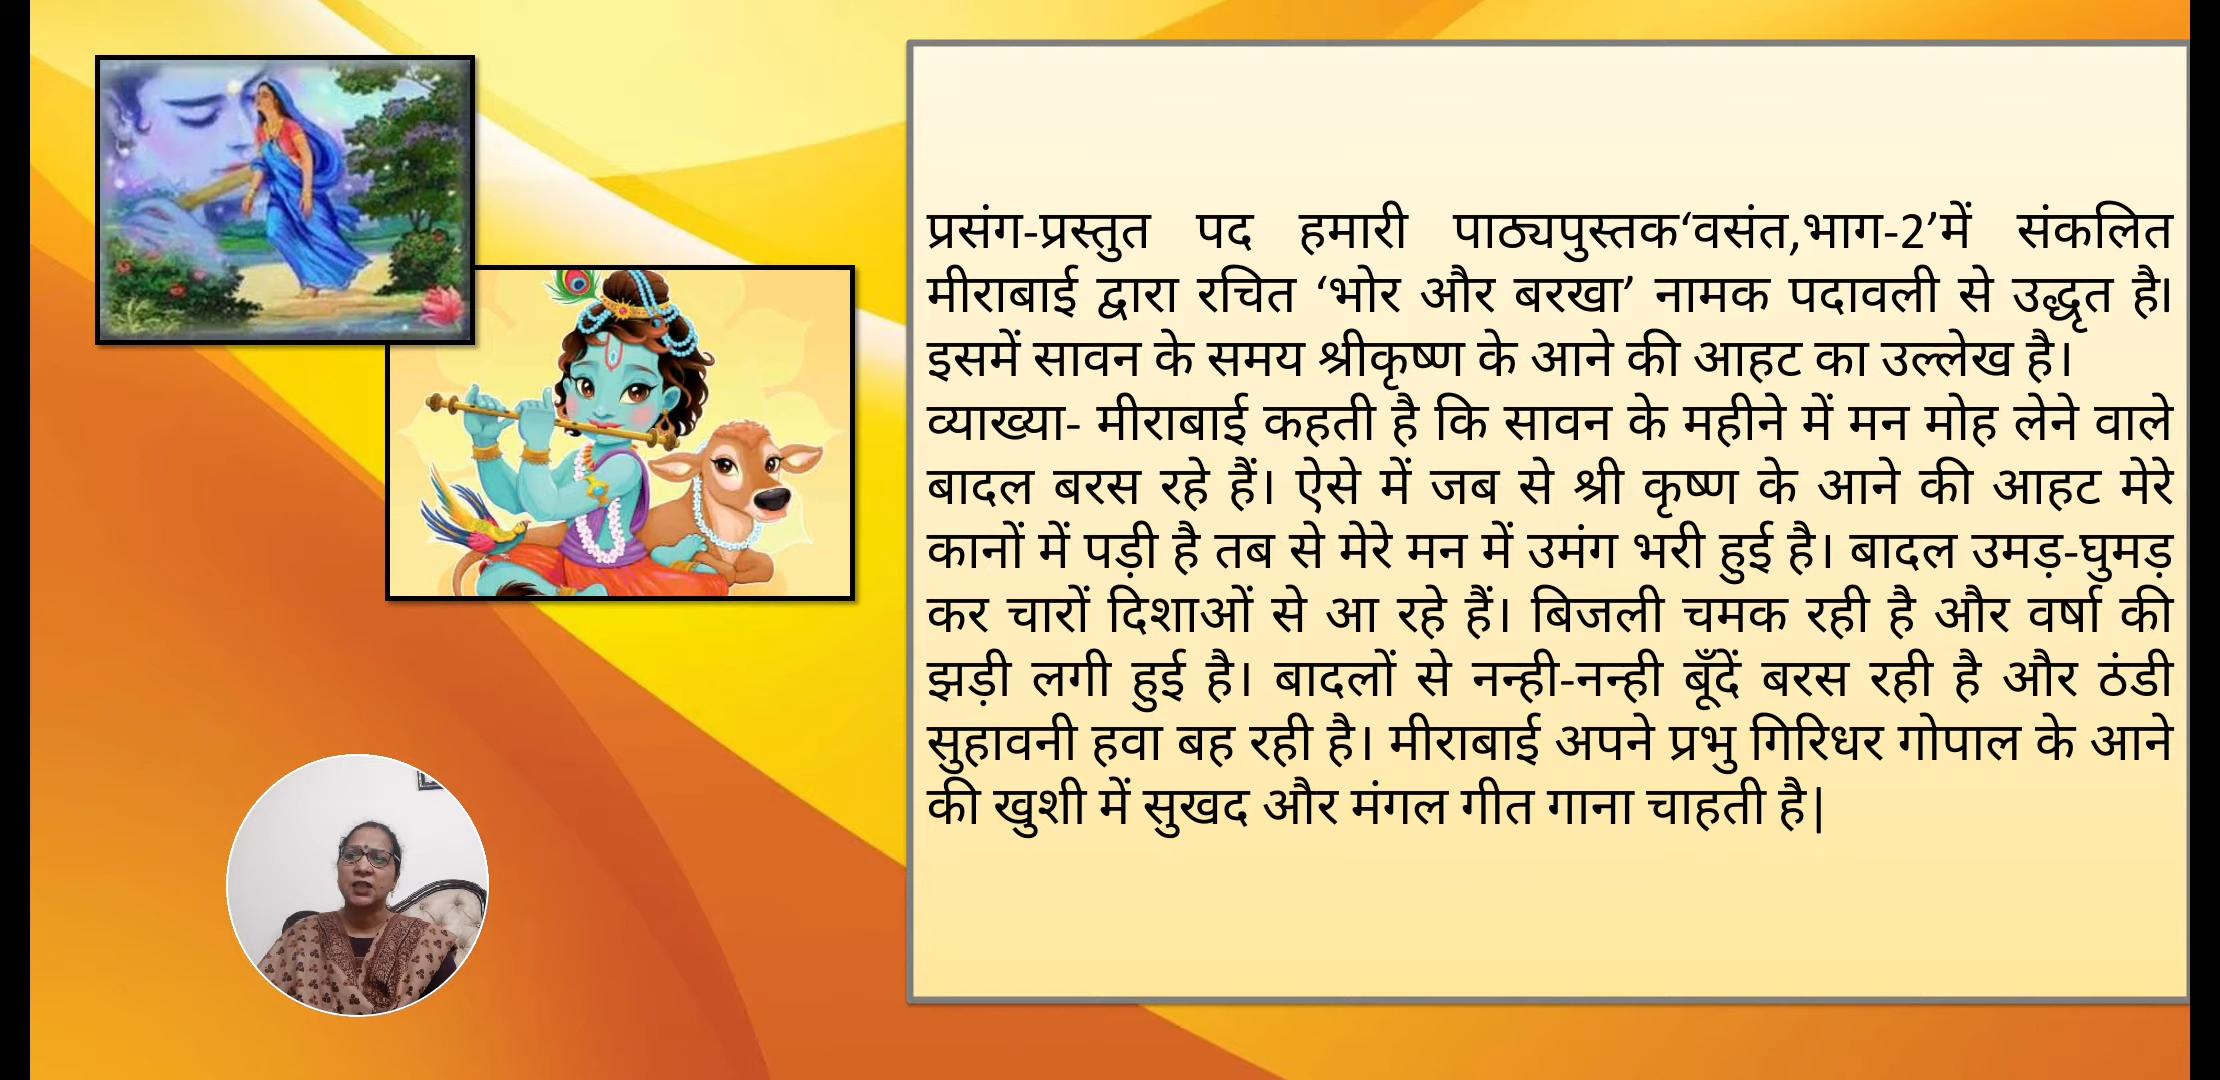 प्रसंग-प्रस्तुत पद हमारी पाठ्यपुस्तक‘वसंत,भाग-2’में संकलित
मीराबाई द्वारा रचित ‘भोर और बरखा’ नामक पदावली से उद्धृत है।
इसमें सावन के समय श्रीकृष्ण के आने की आहट का उल्लेख है।
व्याख्या- मीराबाई कहती है कि सावन के महीने में मन मोह लेने वाले
बादल बरस रहे हैं। ऐसे में जब से श्री कृष्ण के आने की आहट मेरे
कानों में पड़ी है तब से मेरे मन में उमंग भरी हुई है। बादल उमड़-घुमड़
कर चारों दिशाओं से आ रहे हैं। बिजली चमक रही है और वर्षा की
झड़ी लगी हुई है। बादलों से नन्ही-नन्ही बूँदें बरस रही है और ठंडी
सुहावनी हवा बह रही है। मीराबाई अपने प्रभु गिरिधर गोपाल के आने
की खुशी में सुखद और मंगल गीत गाना चाहती है|